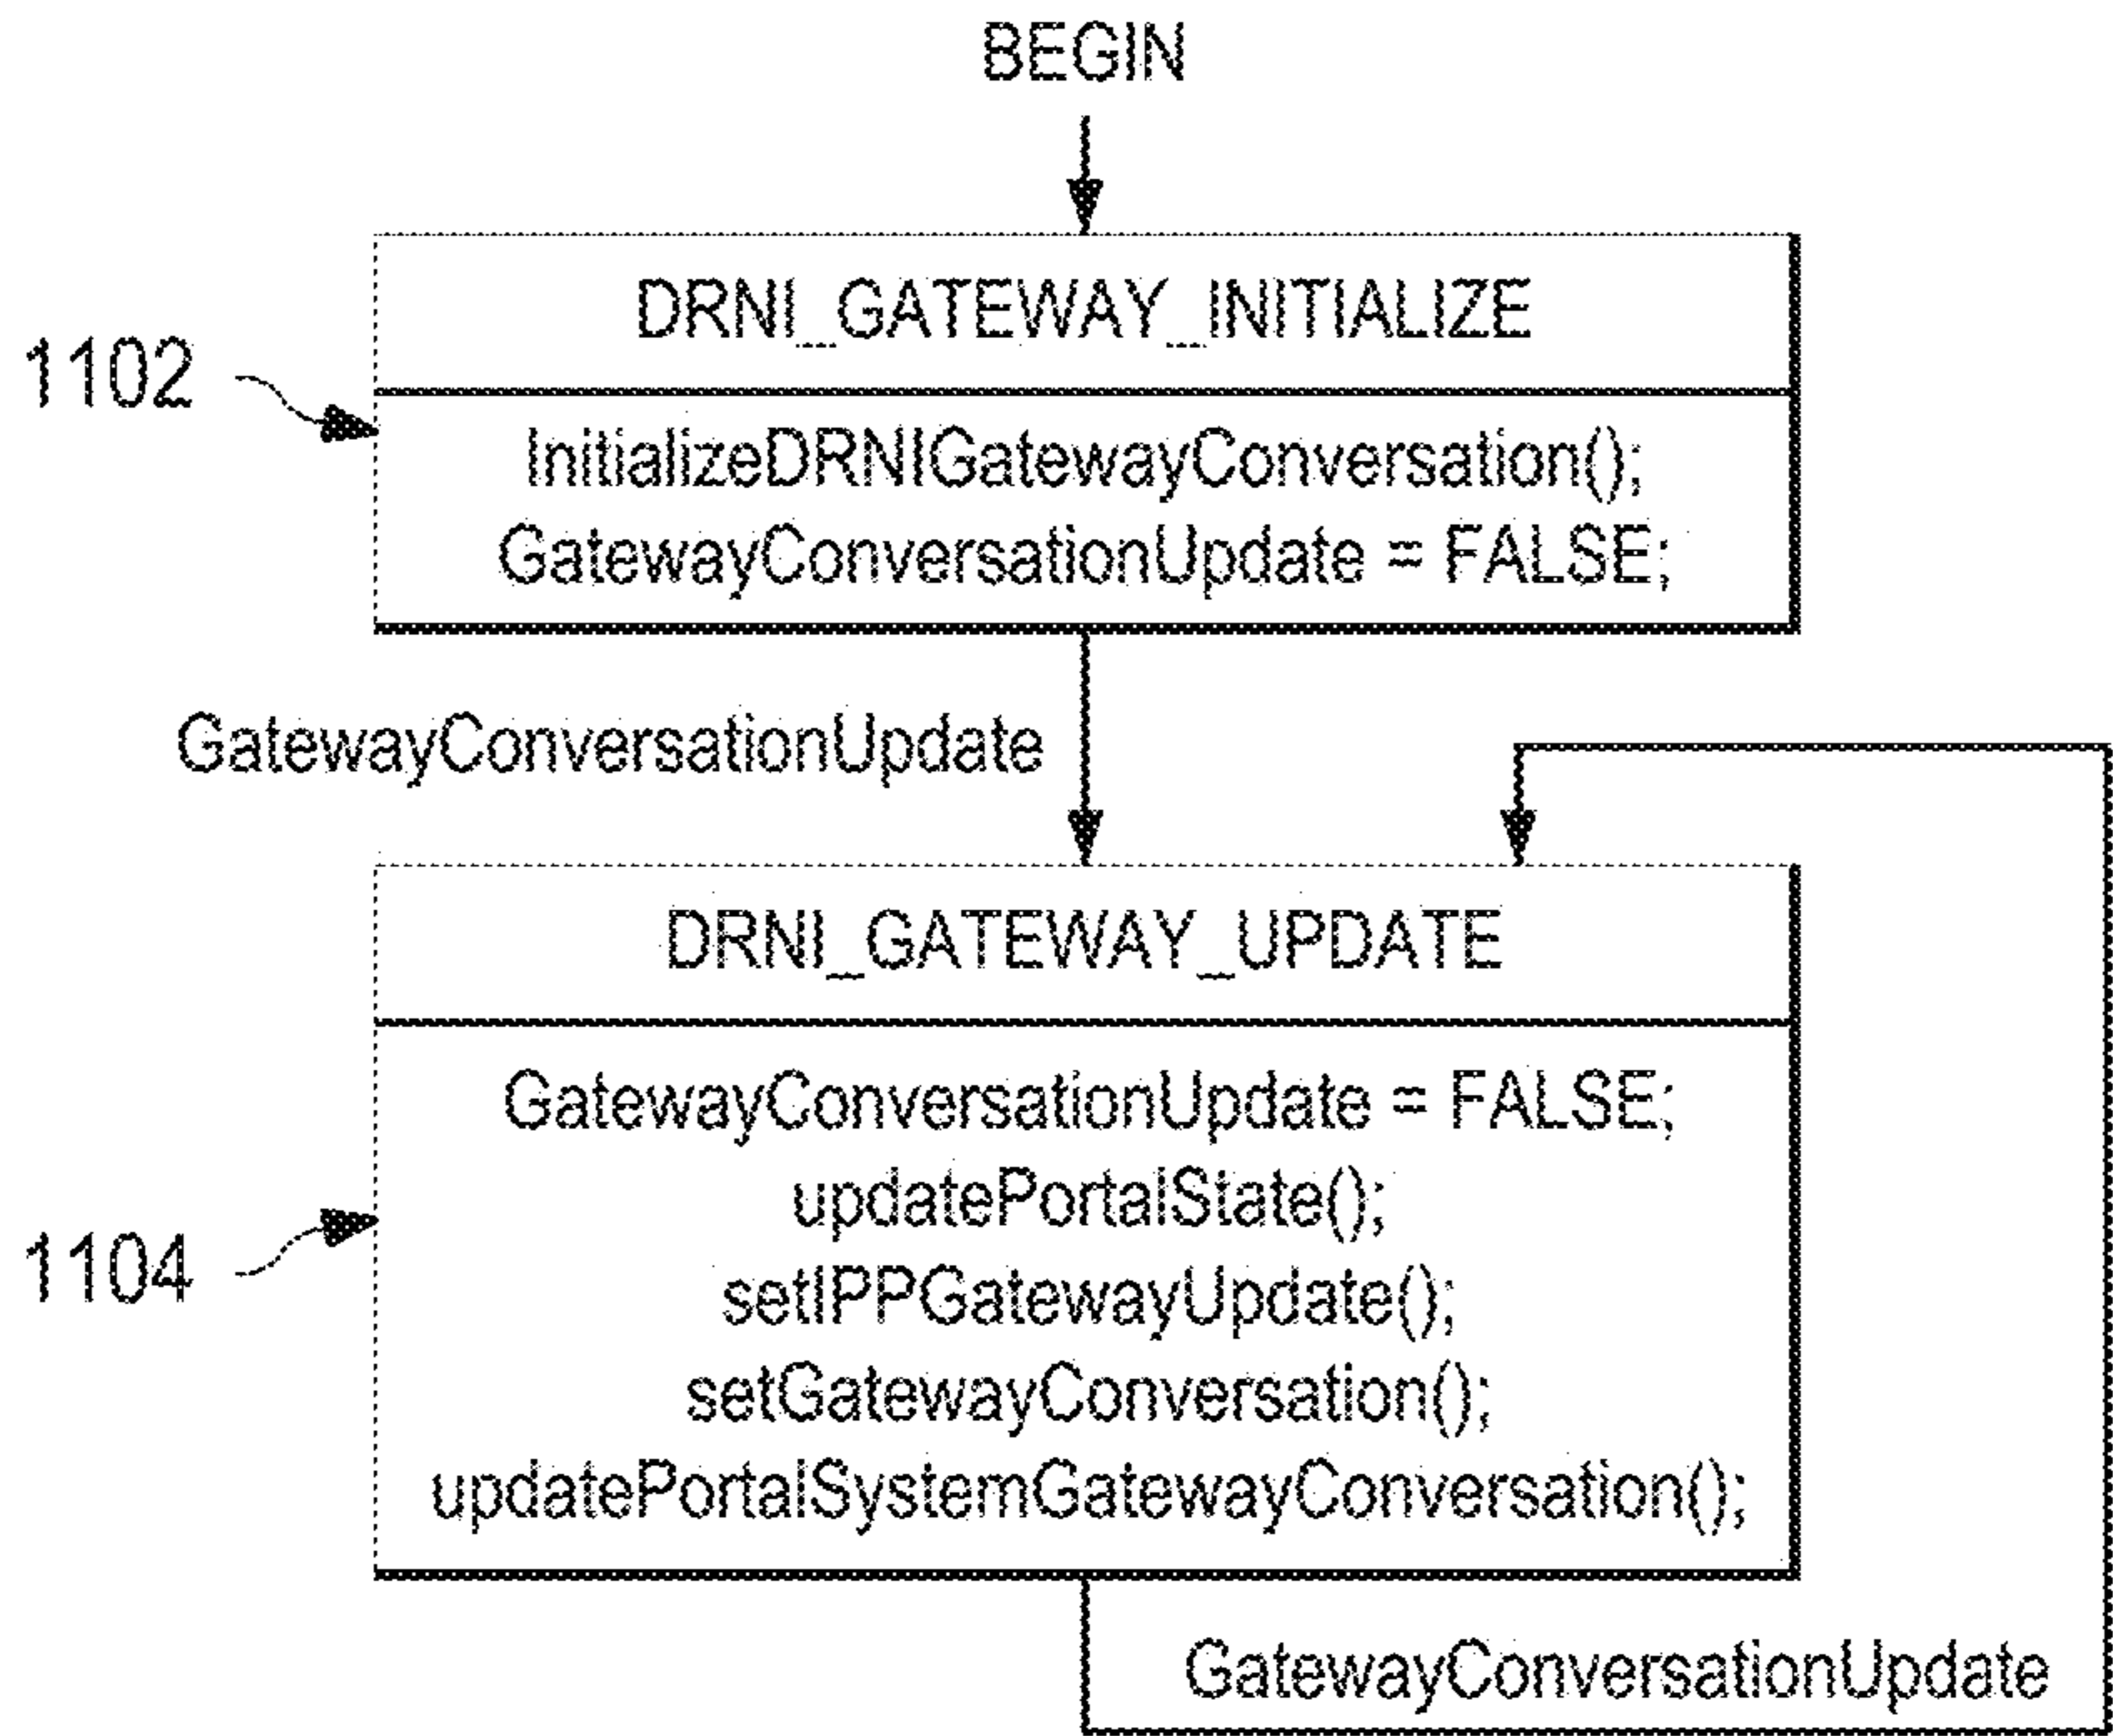 BEGIN
DRNI_GATEWAY_INITIALIZE
1102
InitializeDRNIGatewayConversation();
GatewayConversationUpdate = FALSE;
GatewayConversationUpdate
DRNI_GATEWAY_UPDATE
GatewayConversationUpdate = FALSE;
updatePortalState();
1104
setIPPGatewayUpdate();
setGatewayConversation();
updatePortalSystemGatewayConversation();
GatewayConversationUpdate